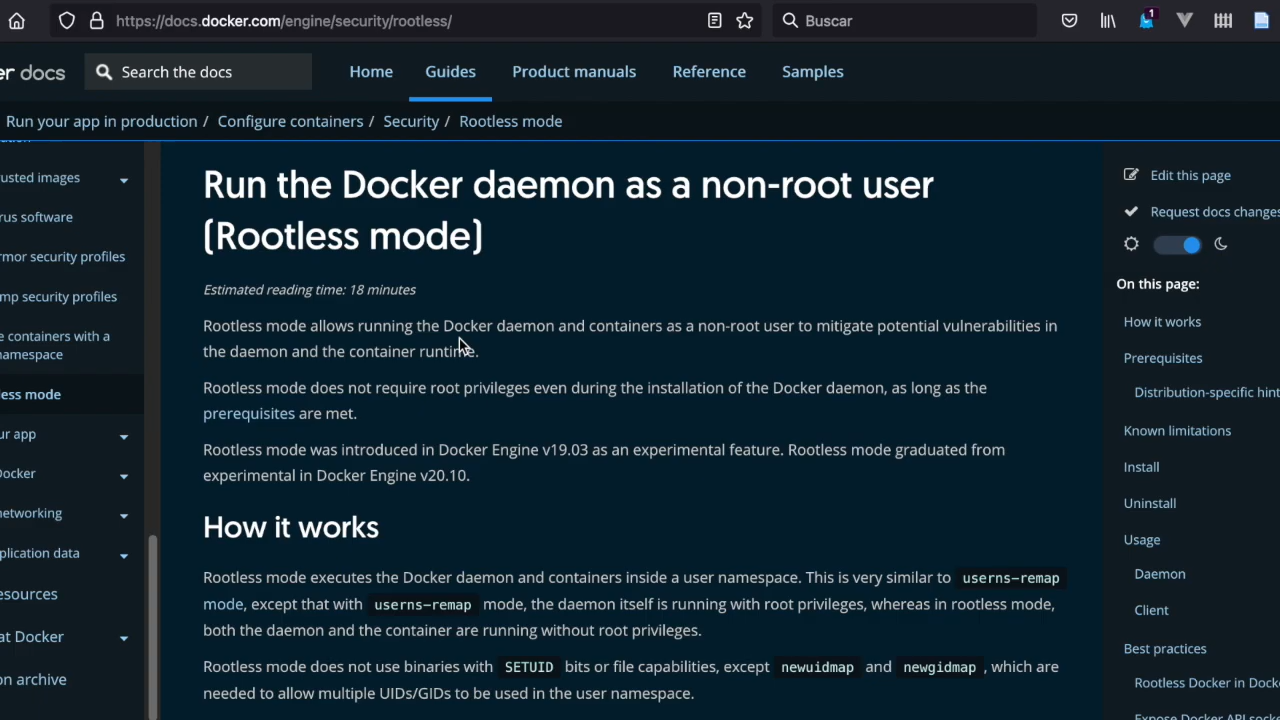 https://docs.docker.com/engine/security/rootless/
Buscar
1
er docs
Search the docs
Home
Guides
Product manuals
Reference
Samples
Run your app in production / Configure containers / Security / Rootless mode
usted images
rus software
rmor security profiles
mp security profiles
e containers with a
namespace
less mode
ur app
Docker
networking
plication data
esources
at Docker
on archive
Run the Docker daemon as a non-root user
(Rootless mode)
Estimated reading time: 18 minutes
Rootless mode allows running the Docker daemon and containers as a non-root user to mitigate potential vulnerabilities in
the daemon and the container runtime.
Rootless mode does not require root privileges even during the installation of the Docker daemon, as long as the
prerequisites are met.
Rootless mode was introduced in Docker Engine v19.03 as an experimental feature. Rootless mode graduated from
experimental in Docker Engine v20.10.
How it works
Rootless mode executes the Docker daemon and containers inside a user namespace. This is very similar to userns-remap
mode, except that with userns-remap mode, the daemon itself is running with root privileges, whereas in rootless mode,
both the daemon and the container are running without root privileges.
Rootless mode does not use binaries with SETUID bits or file capabilities, except newuidmap and newgidmap, which are
needed to allow multiple UIDs/GIDs to be used in the user namespace.
Edit this page
Request docs changes
On this page:
How it works
Prerequisites
Distribution-specific hint
Known limitations
Install
Uninstall
Usage
Daemon
Client
Best practices
Rootless Docker in Docke
Expose Docker API socke